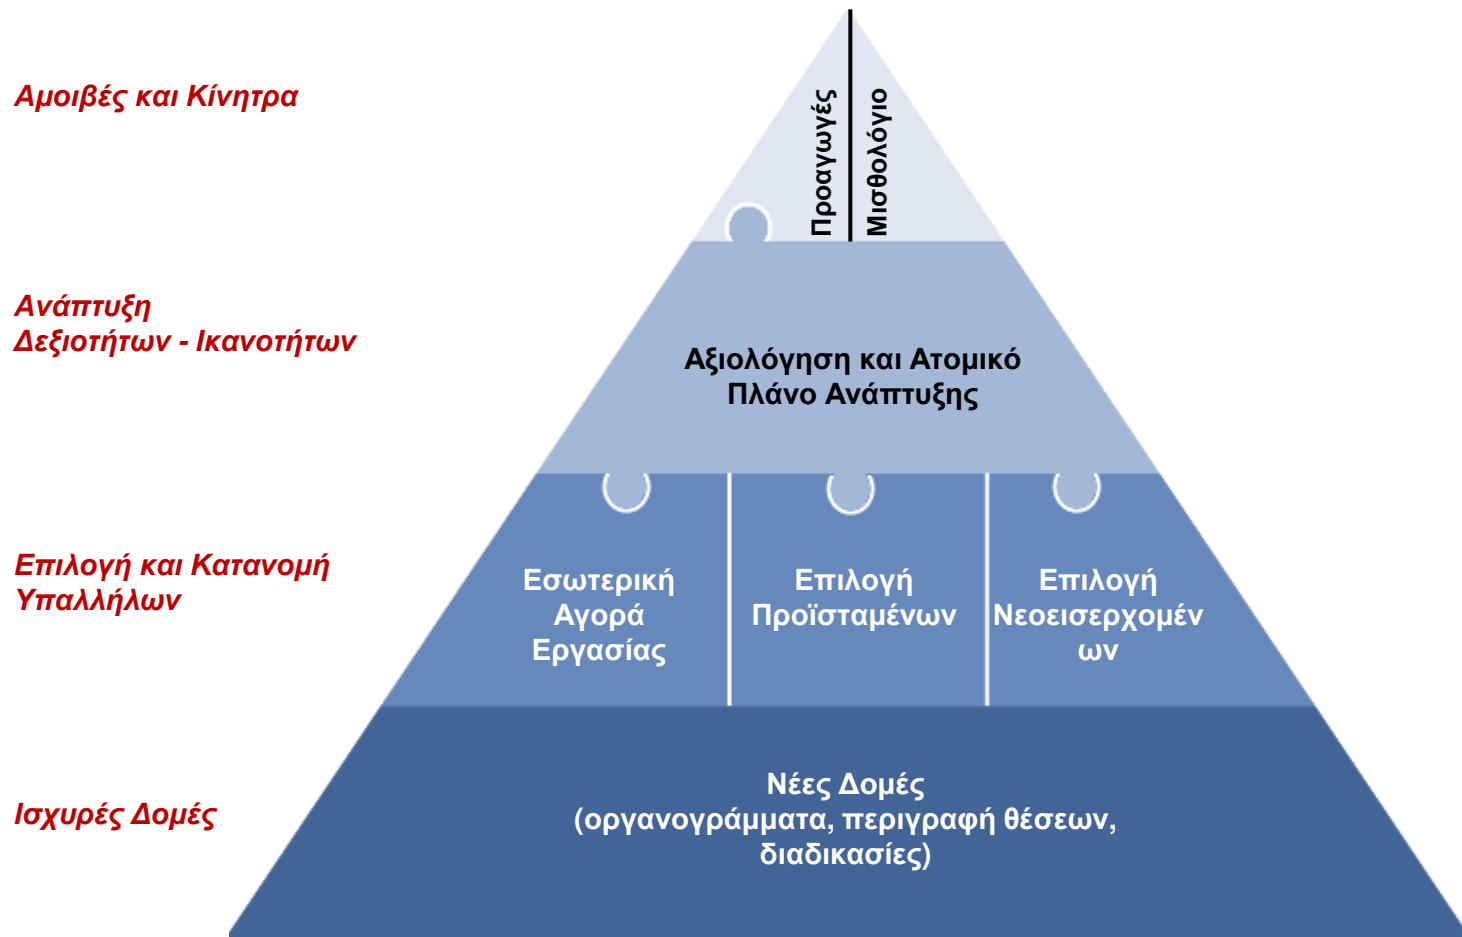 Αμοιβές και Κίνητρα
Προαγωγές
Μισθολόγιο
Ανάπτυξη
Δεξιοτήτων - Ικανοτήτων
Αξιολόγηση και Ατομικό
Πλάνο Ανάπτυξης
Επιλογή και Κατανομή
Υπαλλήλων
Εσωτερική
Αγορά
Εργασίας
Επιλογή
Προϊσταμένων
Επιλογή
Νεοεισερχομέν
ων
Ισχυρές Δομές
Νέες Δομές
(οργανογράμματα, περιγραφή θέσεων,
διαδικασίες)